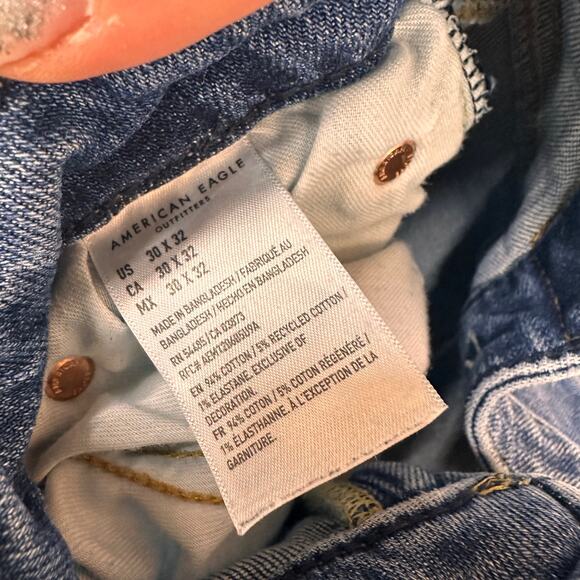 AMERICAN EAGLE
OUTFITTERS
US 30 X 32
CA 30 X 32
MX 30 X 32
MADE IN BANGLADESH / FABRIQUÉ AU
BANGLADESH / HECHO EN BANGLADESH
RN 54485 / CA 03873
EN 94% COTTON / 5% RECYCLED COTTON /
1% ELASTANE. EXCLUSIVE OF
DECORATION.
FR 94% COTON / 5% COTON RÉGÉNÉRÉ /
1% ÉLASTHANNE À L'EXCEPTION DE LA
GARNITURE.